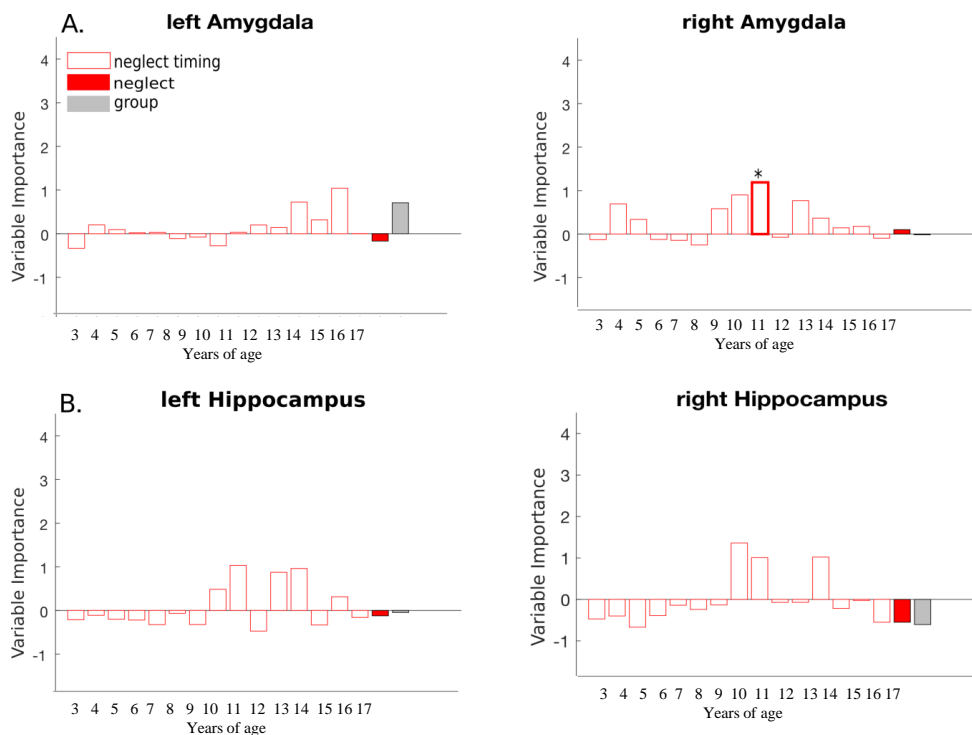 A.
left Amygdala
neglect timing
neglect
group
Variable Importance
4
3
2
1
0
-1
3 4 5 6 7 8 9 10 11 12 13 14 15 16 17
Years of age
right Amygdala
*
Variable Importance
4
3
2
1
0
-1
3 4 5 6 7 8 9 10 11 12 13 14 15 16 17
Years of age
B.
left Hippocampus
Variable Importance
4
3
2
1
0
-1
3 4 5 6 7 8 9 10 11 12 13 14 15 16 17
Years of age
right Hippocampus
Variable Importance
4
3
2
1
0
-1
3 4 5 6 7 8 9 10 11 12 13 14 15 16 17
Years of age